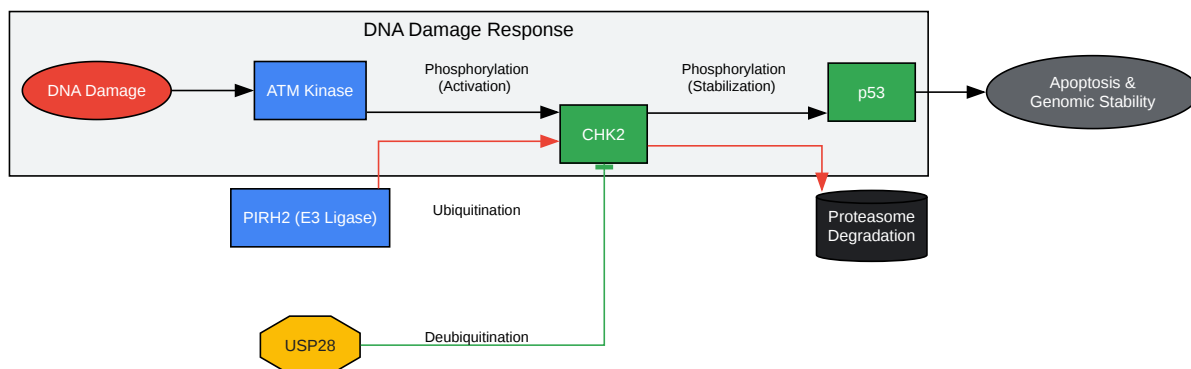 DNA Damage Response
DNA Damage
ATM Kinase
Phosphorylation
(Activation)
CHK2
Phosphorylation
(Stabilization)
p53
Apoptosis &
Genomic Stability
PIRH2 (E3 Ligase)
Ubiquitination
Proteasome
Degradation
USP28
Deubiquitination